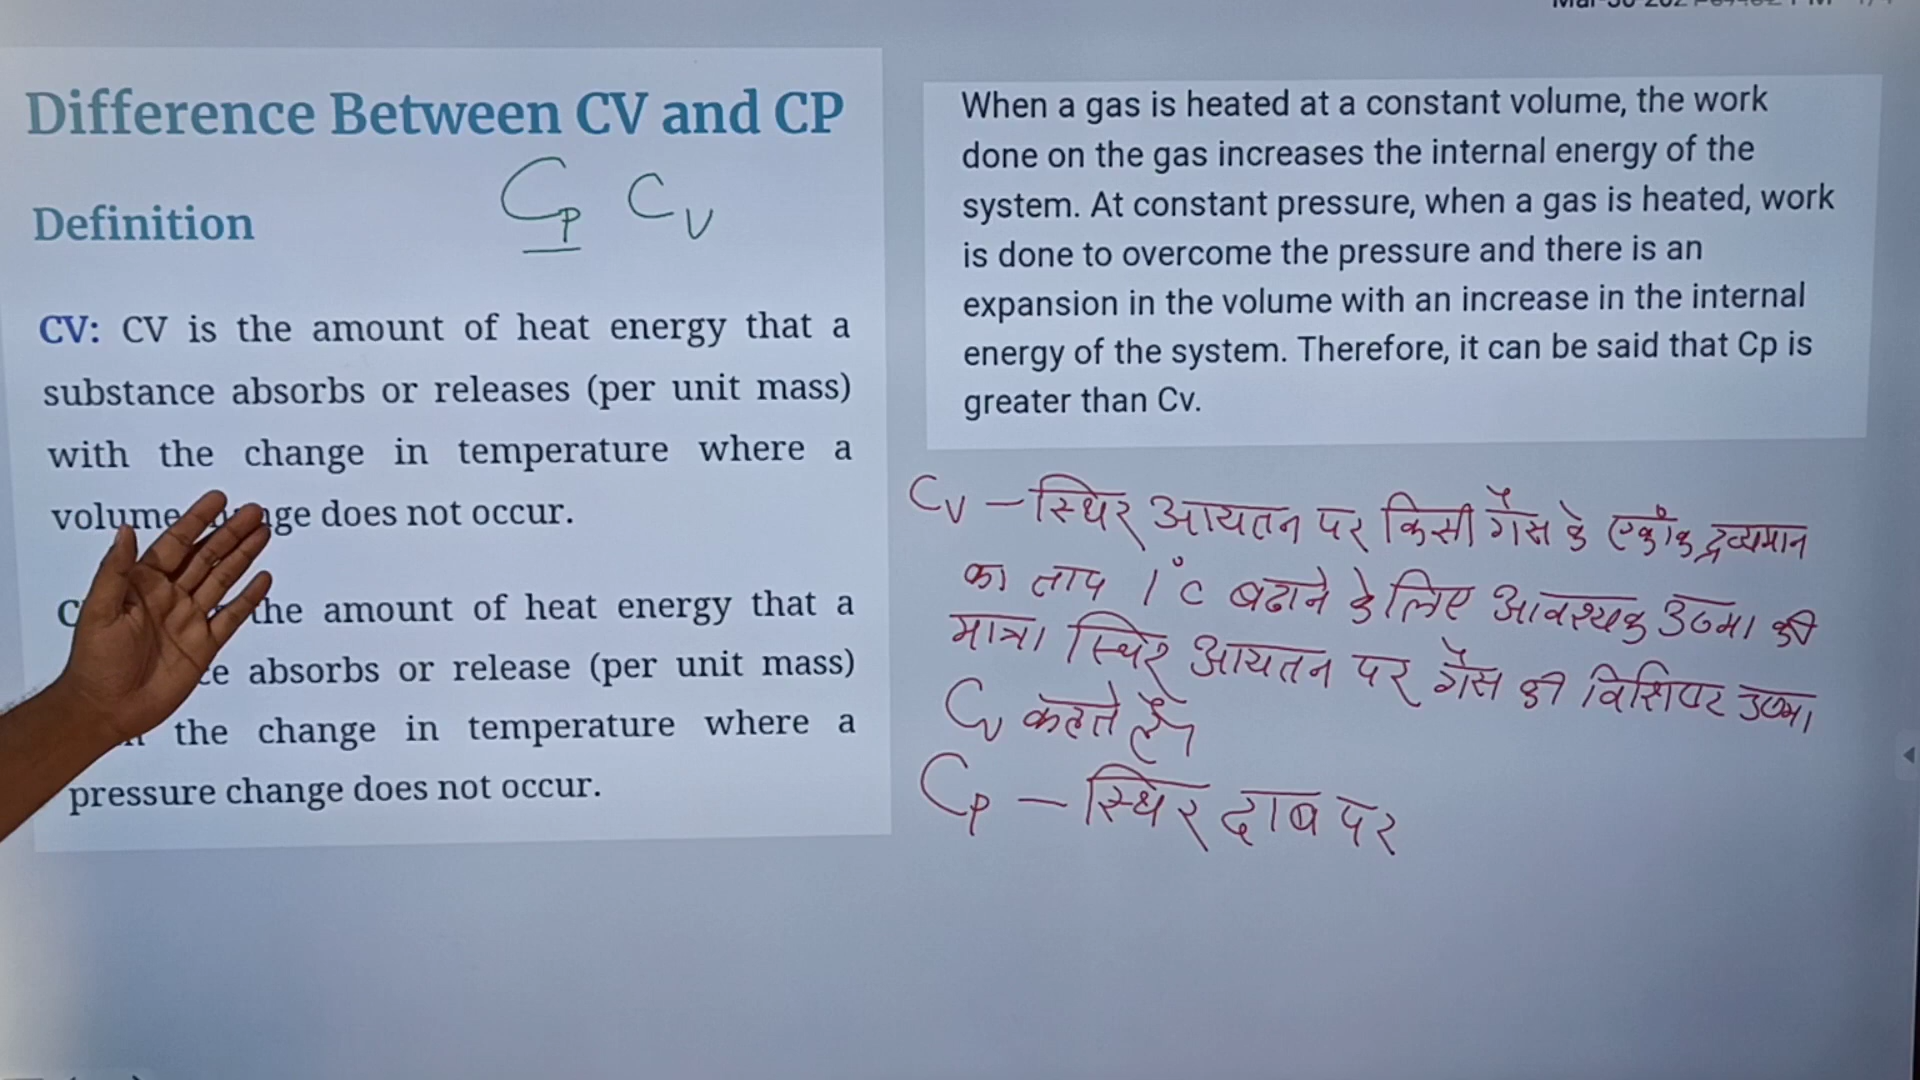 Difference Between CV and CP
Definition
Cp Cv
CV: CV is the amount of heat energy that a
substance absorbs or releases (per unit mass)
with the change in temperature where a
volume does not occur.
the amount of heat energy that a
absorbs or release (per unit mass)
the change in temperature where a
pressure change does not occur.
When a gas is heated at a constant volume, the work
done on the gas increases the internal energy of the
system. At constant pressure, when a gas is heated, work
is done to overcome the pressure and there is an
expansion in the volume with an increase in the internal
energy of the system. Therefore, it can be said that Cp is
greater than Cv.
Cv – स्थिर आयतन पर किसी गैस के एकांक द्रव्यमान
का ताप 1°C बढाने के लिए आवश्यक उष्मा की
मात्रा स्थिर आयतन पर गैस की विशिष्ट उष्मा
Cv कहते हैं
Cp – स्थिर दाब पर